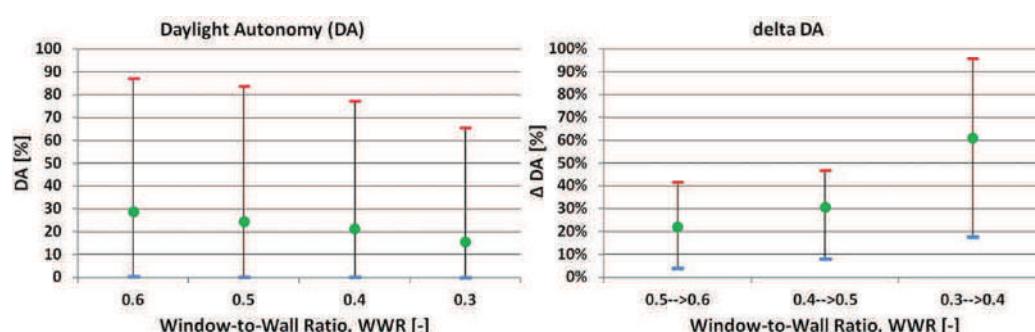 Daylight Autonomy (DA)
100
90
80
70
60
50
40
30
20
10
0
DA [%]
0.6 0.5 0.4 0.3
Window-to-Wall Ratio, WWR [-]
delta DA
100%
90%
80%
70%
60%
50%
40%
30%
20%
10%
0%
Δ DA [%]
0.5-->0.6 0.4-->0.5 0.3-->0.4
Window-to-Wall Ratio, WWR [-]